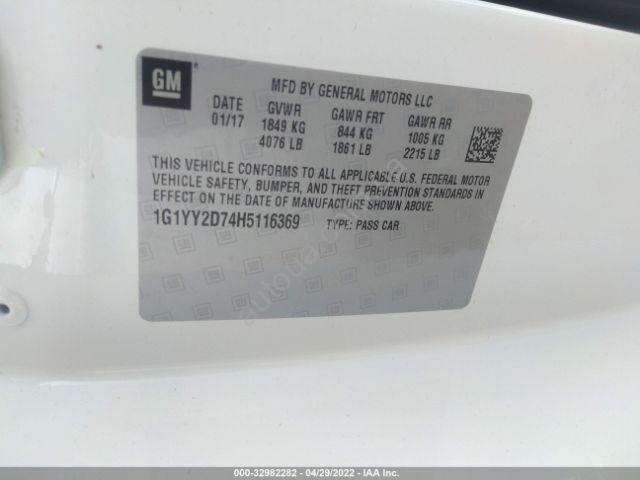 GM®
MFD BY GENERAL MOTORS LLC
DATE GVWR GAWR FRT GAWR RR
01/17 1849 KG 844 KG 1005 KG
4076 LB 1861 LB 2215 LB
THIS VEHICLE CONFORMS TO ALL APPLICABLE U.S. FEDERAL MOTOR
VEHICLE SAFETY, BUMPER, AND THEFT PREVENTION STANDARDS IN
EFFECT ON THE DATE OF MANUFACTURE SHOWN ABOVE.
1G1YY2D74H5116369 TYPE: PASS CAR
autoua.com
000-32982282 - 04/29/2022 - IAA Inc.